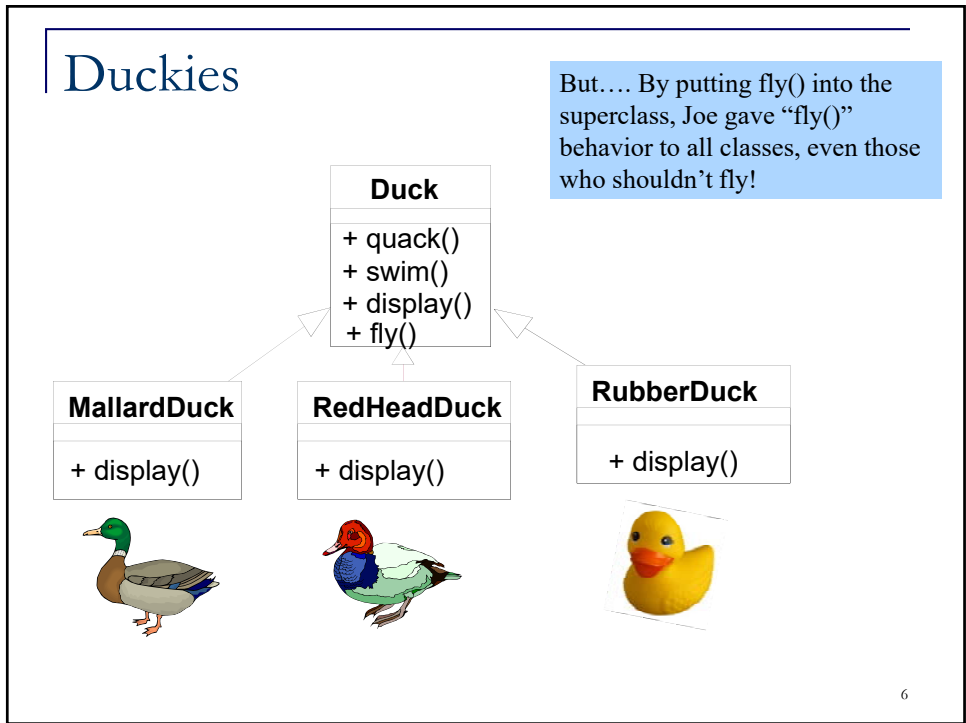 Duckies
But…. By putting fly() into the
superclass, Joe gave “fly()”
behavior to all classes, even those
who shouldn’t fly!
Duck
+ quack()
+ swim()
+ display()
+ fly()
MallardDuck
+ display()
RedHeadDuck
+ display()
RubberDuck
+ display()
6